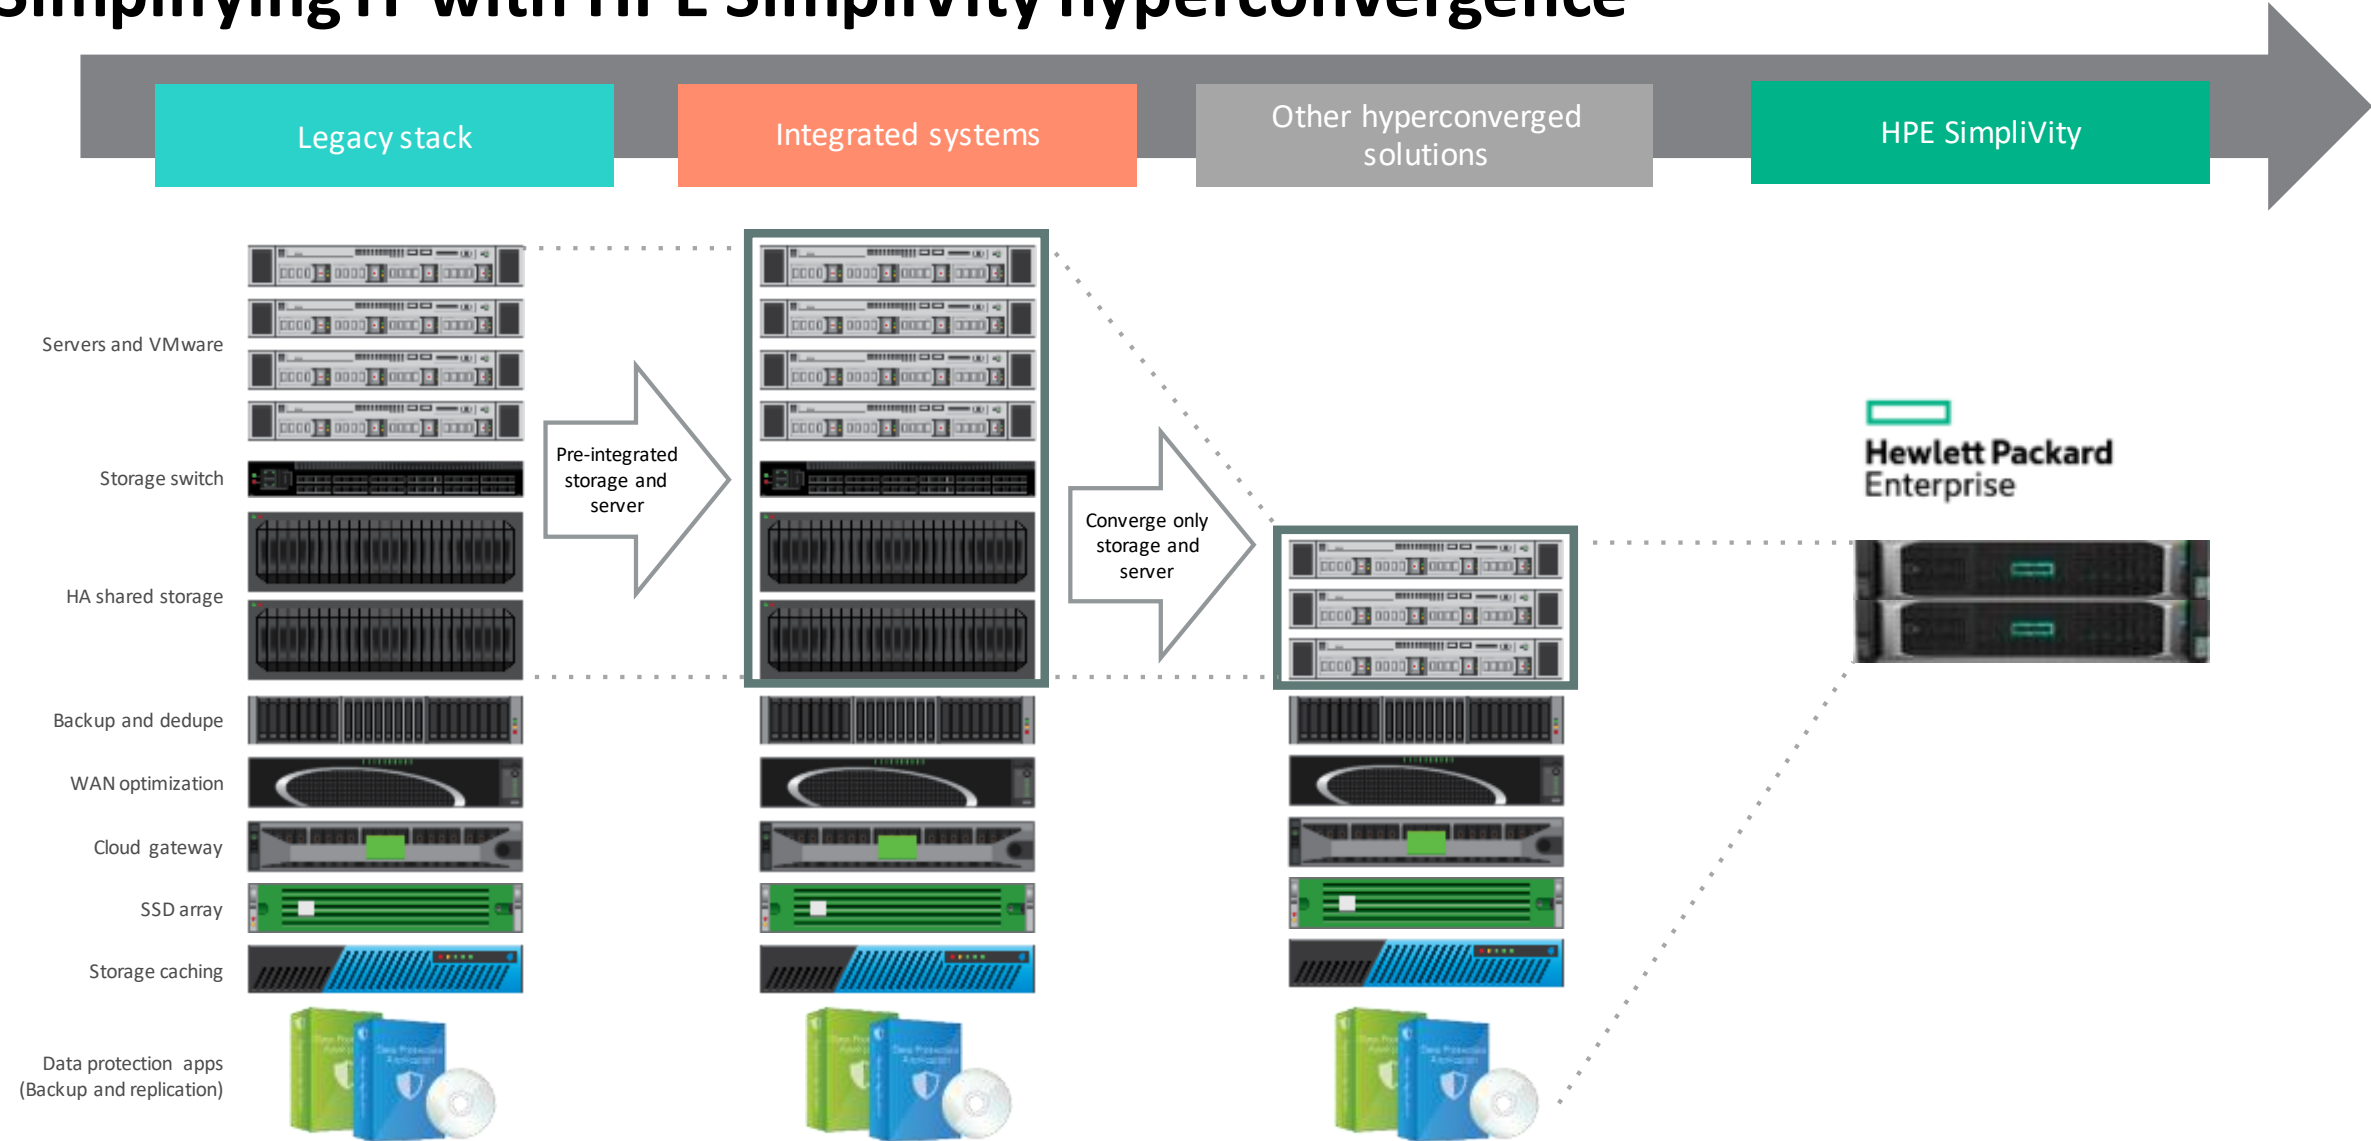 Simplifying IT with HPE SimpliVity hyperconvergence
Legacy stack
Integrated systems
Other hyperconverged
solutions
HPE SimpliVity
Servers and VMware
Storage switch
HA shared storage
Backup and dedupe
WAN optimization
Cloud gateway
SSD array
Storage caching
Data protection apps
(Backup and replication)
Pre-integrated
storage and
server
Converge only
storage and
server
Hewlett Packard
Enterprise